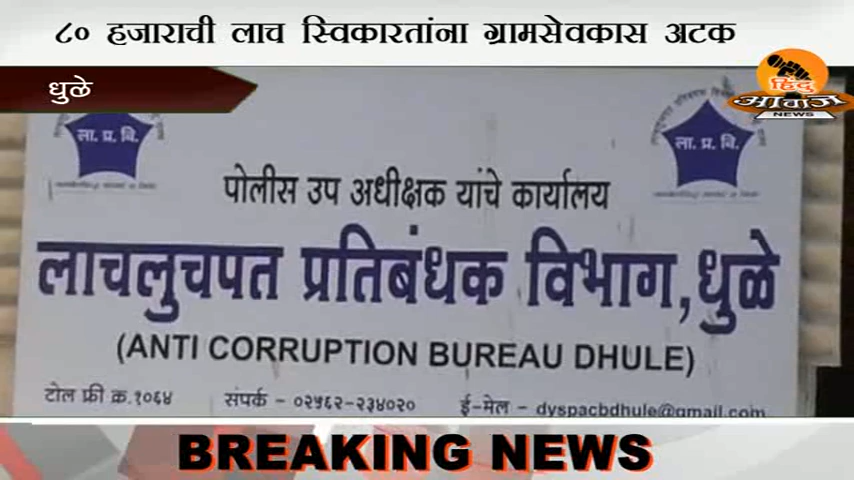 ८० हजाराची लाच स्विकारतांना ग्रामसेवकास अटक
धुळे
हिंदु
आवाज
NEWS
ला. प्र. वि.
ला. प्र. वि.
पोलीस उप अधीक्षक यांचे कार्यालय
लाचलुचपत प्रतिबंधक विभाग,धुळे
(ANTI CORRUPTION BUREAU DHULE)
टोल फ्री क्र.१०६४ संपर्क - ०२५६२-२३४०२० ई-मेल - dyspacbdhule@gmail.com
BREAKING NEWS